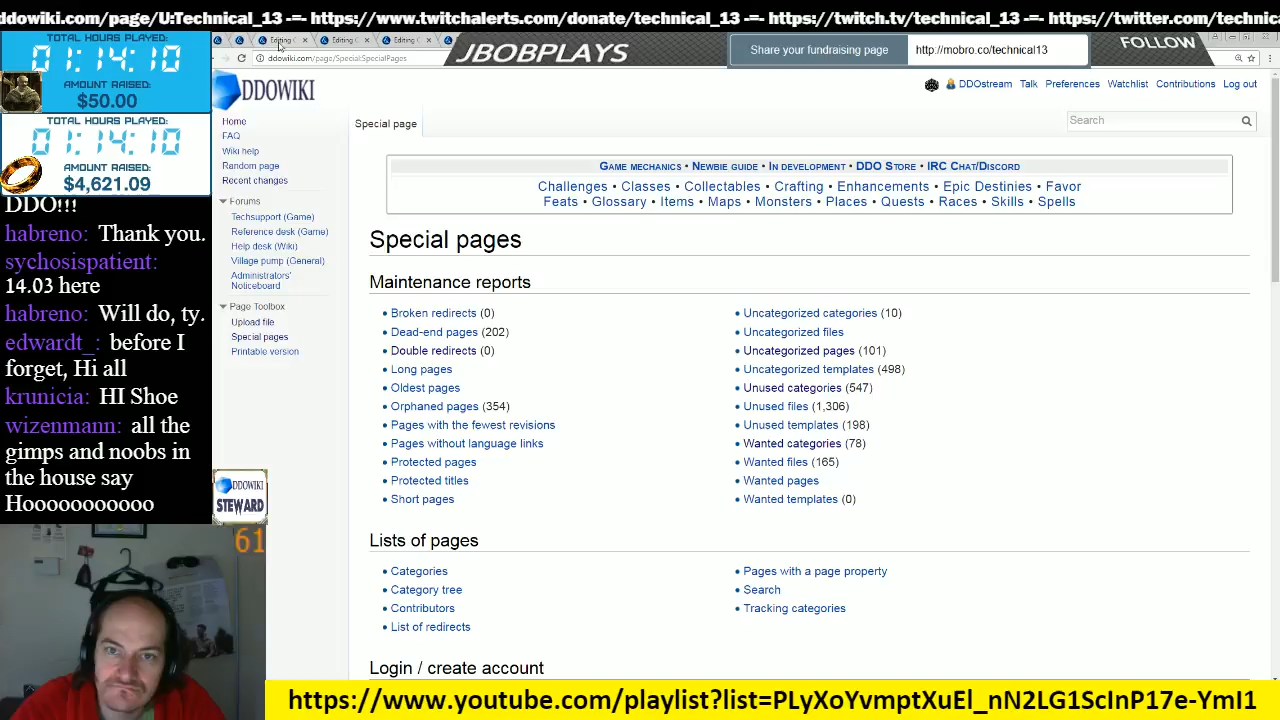 ddowiki.com/page/U:Technical_13 -=- https://www.twitchalerts.com/donate/technical_13 -=- https://twitch.tv/technical_13 -=- https://twitter.com/technic
TOTAL HOURS PLAYED:
01:14:10
AMOUNT RAISED:
$50.00
TOTAL HOURS PLAYED:
01:14:10
AMOUNT RAISED:
$4,621.09
DDO!!!
habreno: Thank you.
sychosispatient:
14.03 here
habreno: Will do, ty.
edwardt_: before I
forget, Hi all
krunicia: HI Shoe
wizenmann: all the
gimps and noobs in
the house say
Hooooooooooo
Editing
Editing
Editing
ddowiki.com/page/Special:SpecialPages
JBOBPLAYS
Share your fundraising page
http://mobro.co/technical13
FOLLOW
DDOWIKI
DDOstream Talk Preferences Watchlist Contributions Log out
Special page
Search
Home
FAQ
Wiki help
Random page
Recent changes
Forums
Techsupport (Game)
Reference desk (Game)
Help desk (Wiki)
Village pump (General)
Administrators'
Noticeboard
Page Toolbox
Upload file
Special pages
Printable version
DDOWIKI
STEWARD
61
Game mechanics • Newbie guide • In development • DDO Store • IRC Chat/Discord
Challenges • Classes • Collectables • Crafting • Enhancements • Epic Destinies • Favor
Feats • Glossary • Items • Maps • Monsters • Places • Quests • Races • Skills • Spells
Special pages
Maintenance reports
• Broken redirects (0)
• Dead-end pages (202)
• Double redirects (0)
• Long pages
• Oldest pages
• Orphaned pages (354)
• Pages with the fewest revisions
• Pages without language links
• Protected pages
• Protected titles
• Short pages
• Uncategorized categories (10)
• Uncategorized files
• Uncategorized pages (101)
• Uncategorized templates (498)
• Unused categories (547)
• Unused files (1,306)
• Unused templates (198)
• Wanted categories (78)
• Wanted files (165)
• Wanted pages
• Wanted templates (0)
Lists of pages
• Categories
• Category tree
• Contributors
• List of redirects
• Pages with a page property
• Search
• Tracking categories
Login / create account
https://www.youtube.com/playlist?list=PLyXoYvmptXuEl_nN2LG1ScInP17e-YmI1